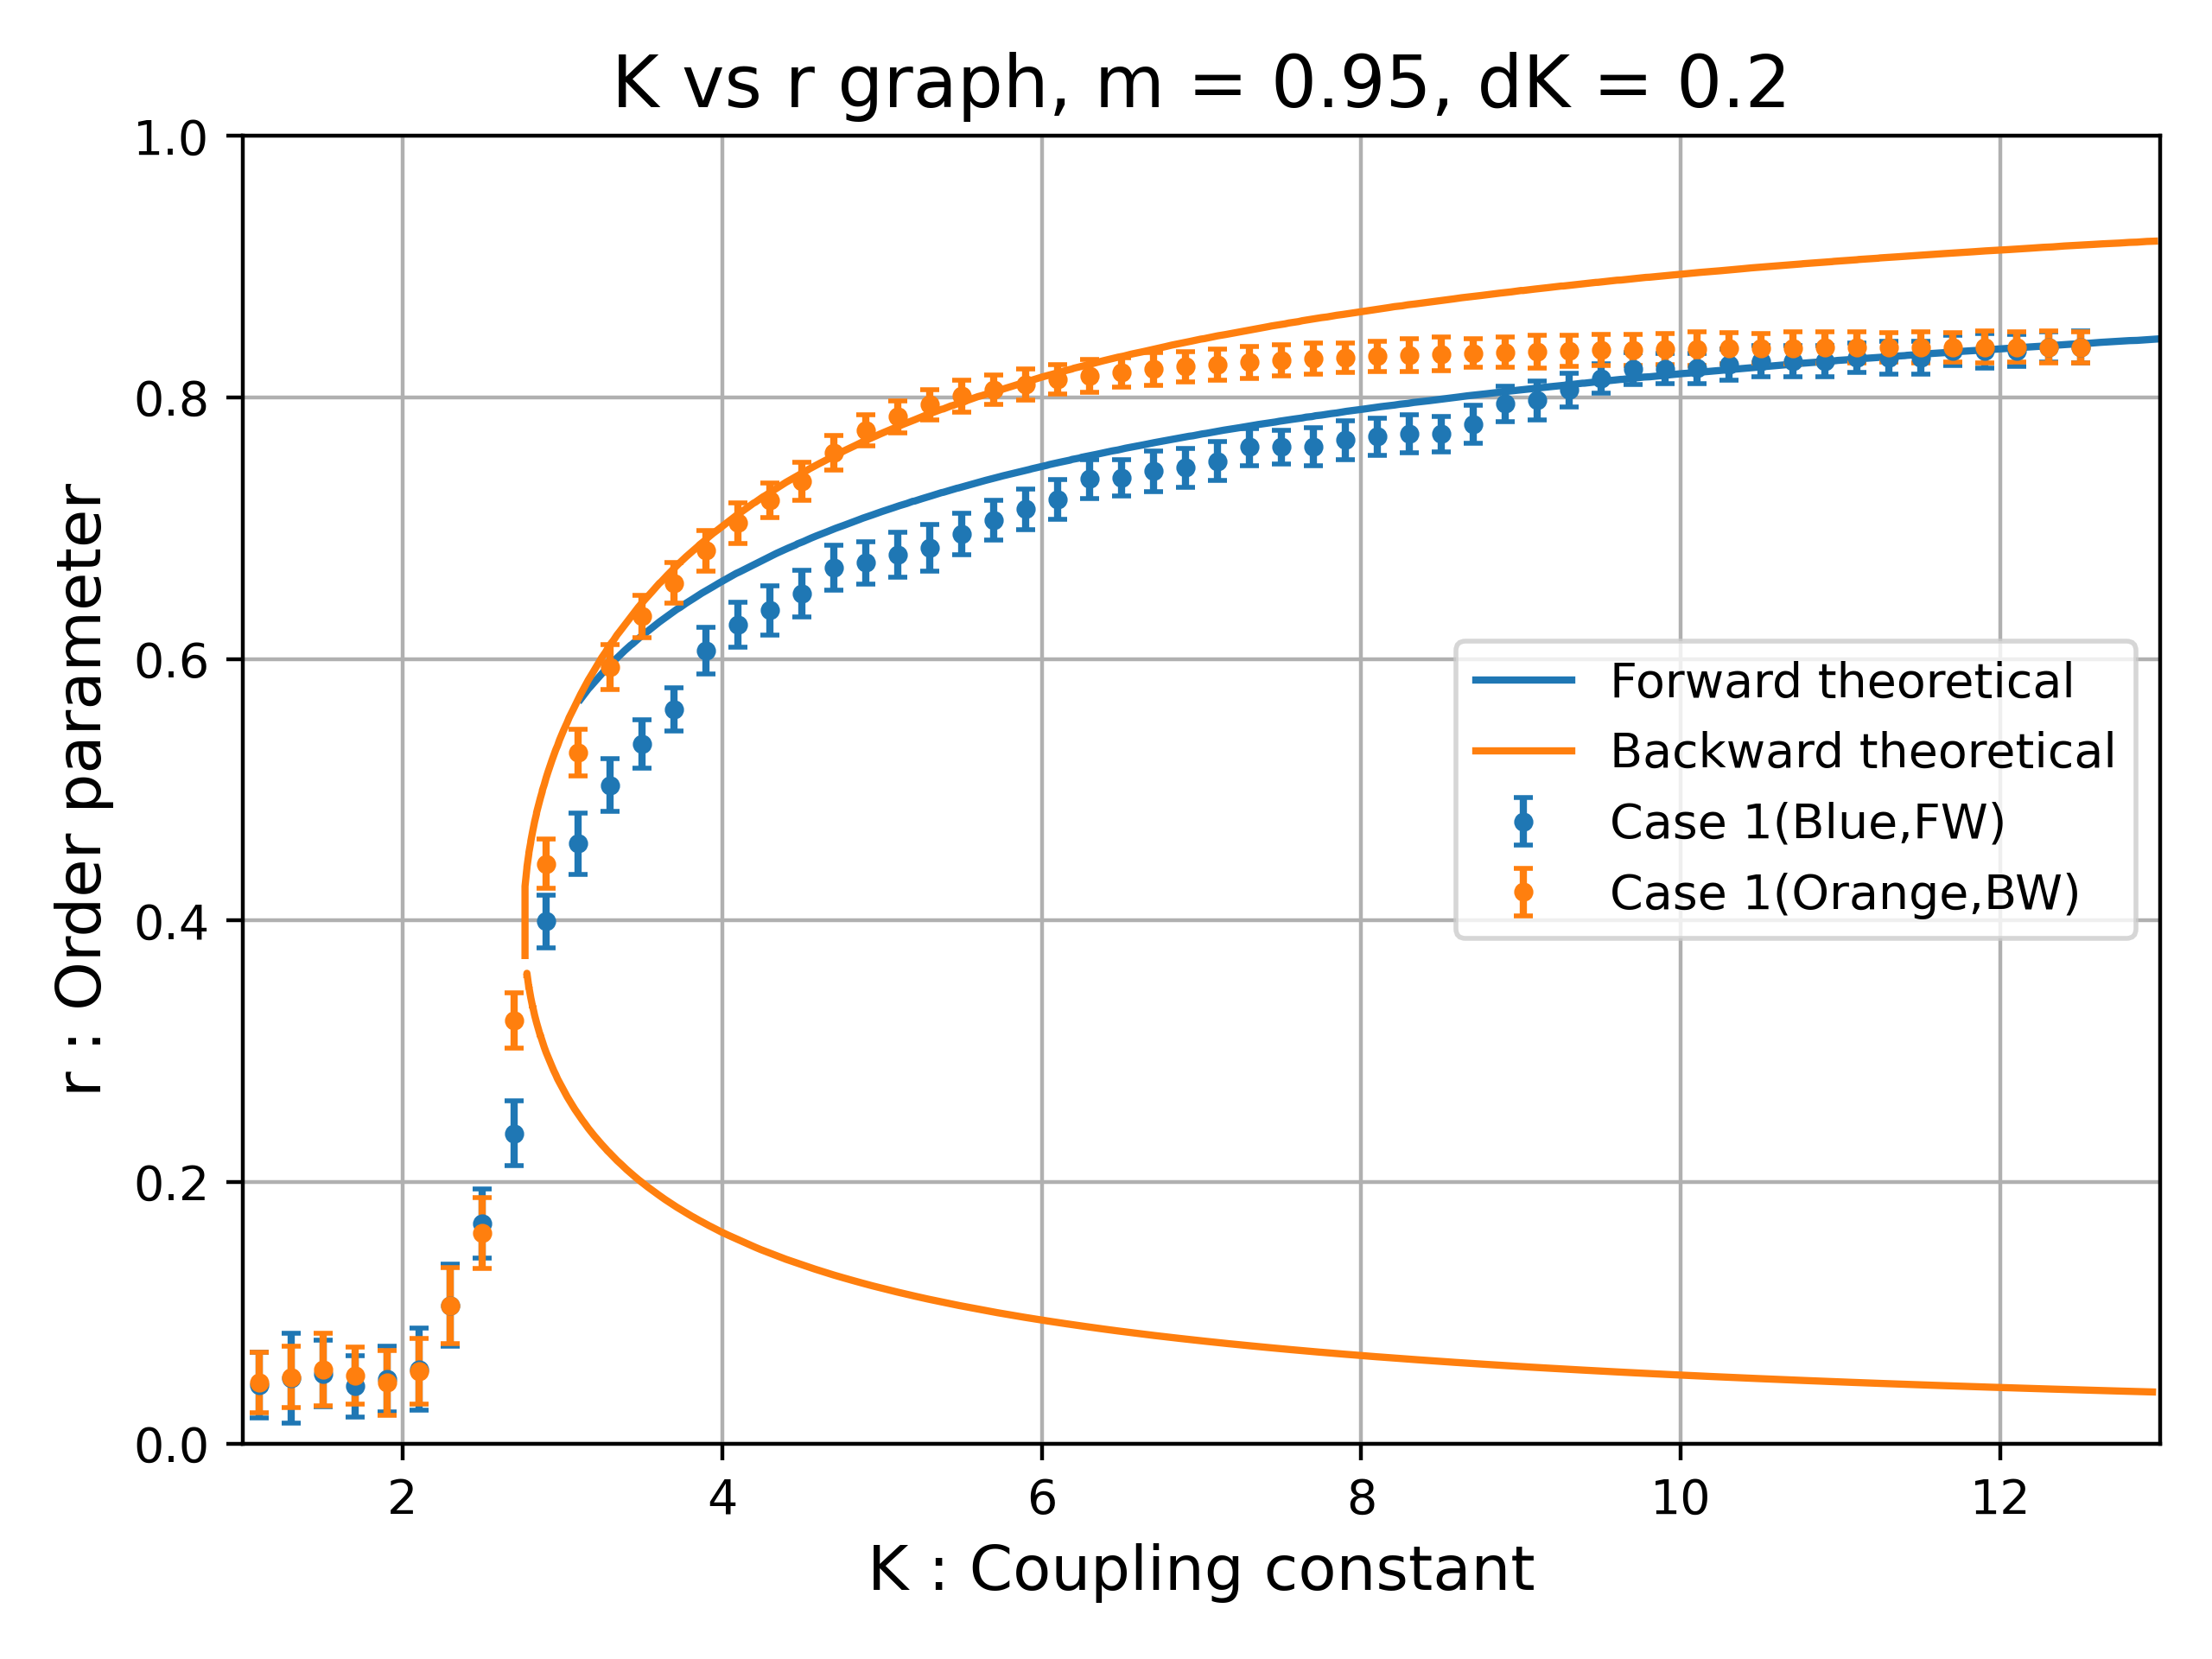 K vs r graph, m = 0.95, dK = 0.2
1.0
0.8
0.6
0.4
0.2
0.0
r : Order parameter
Forward theoretical
Backward theoretical
Case 1(Blue,FW)
Case 1(Orange,BW)
2 4 6 8 10 12
K : Coupling constant